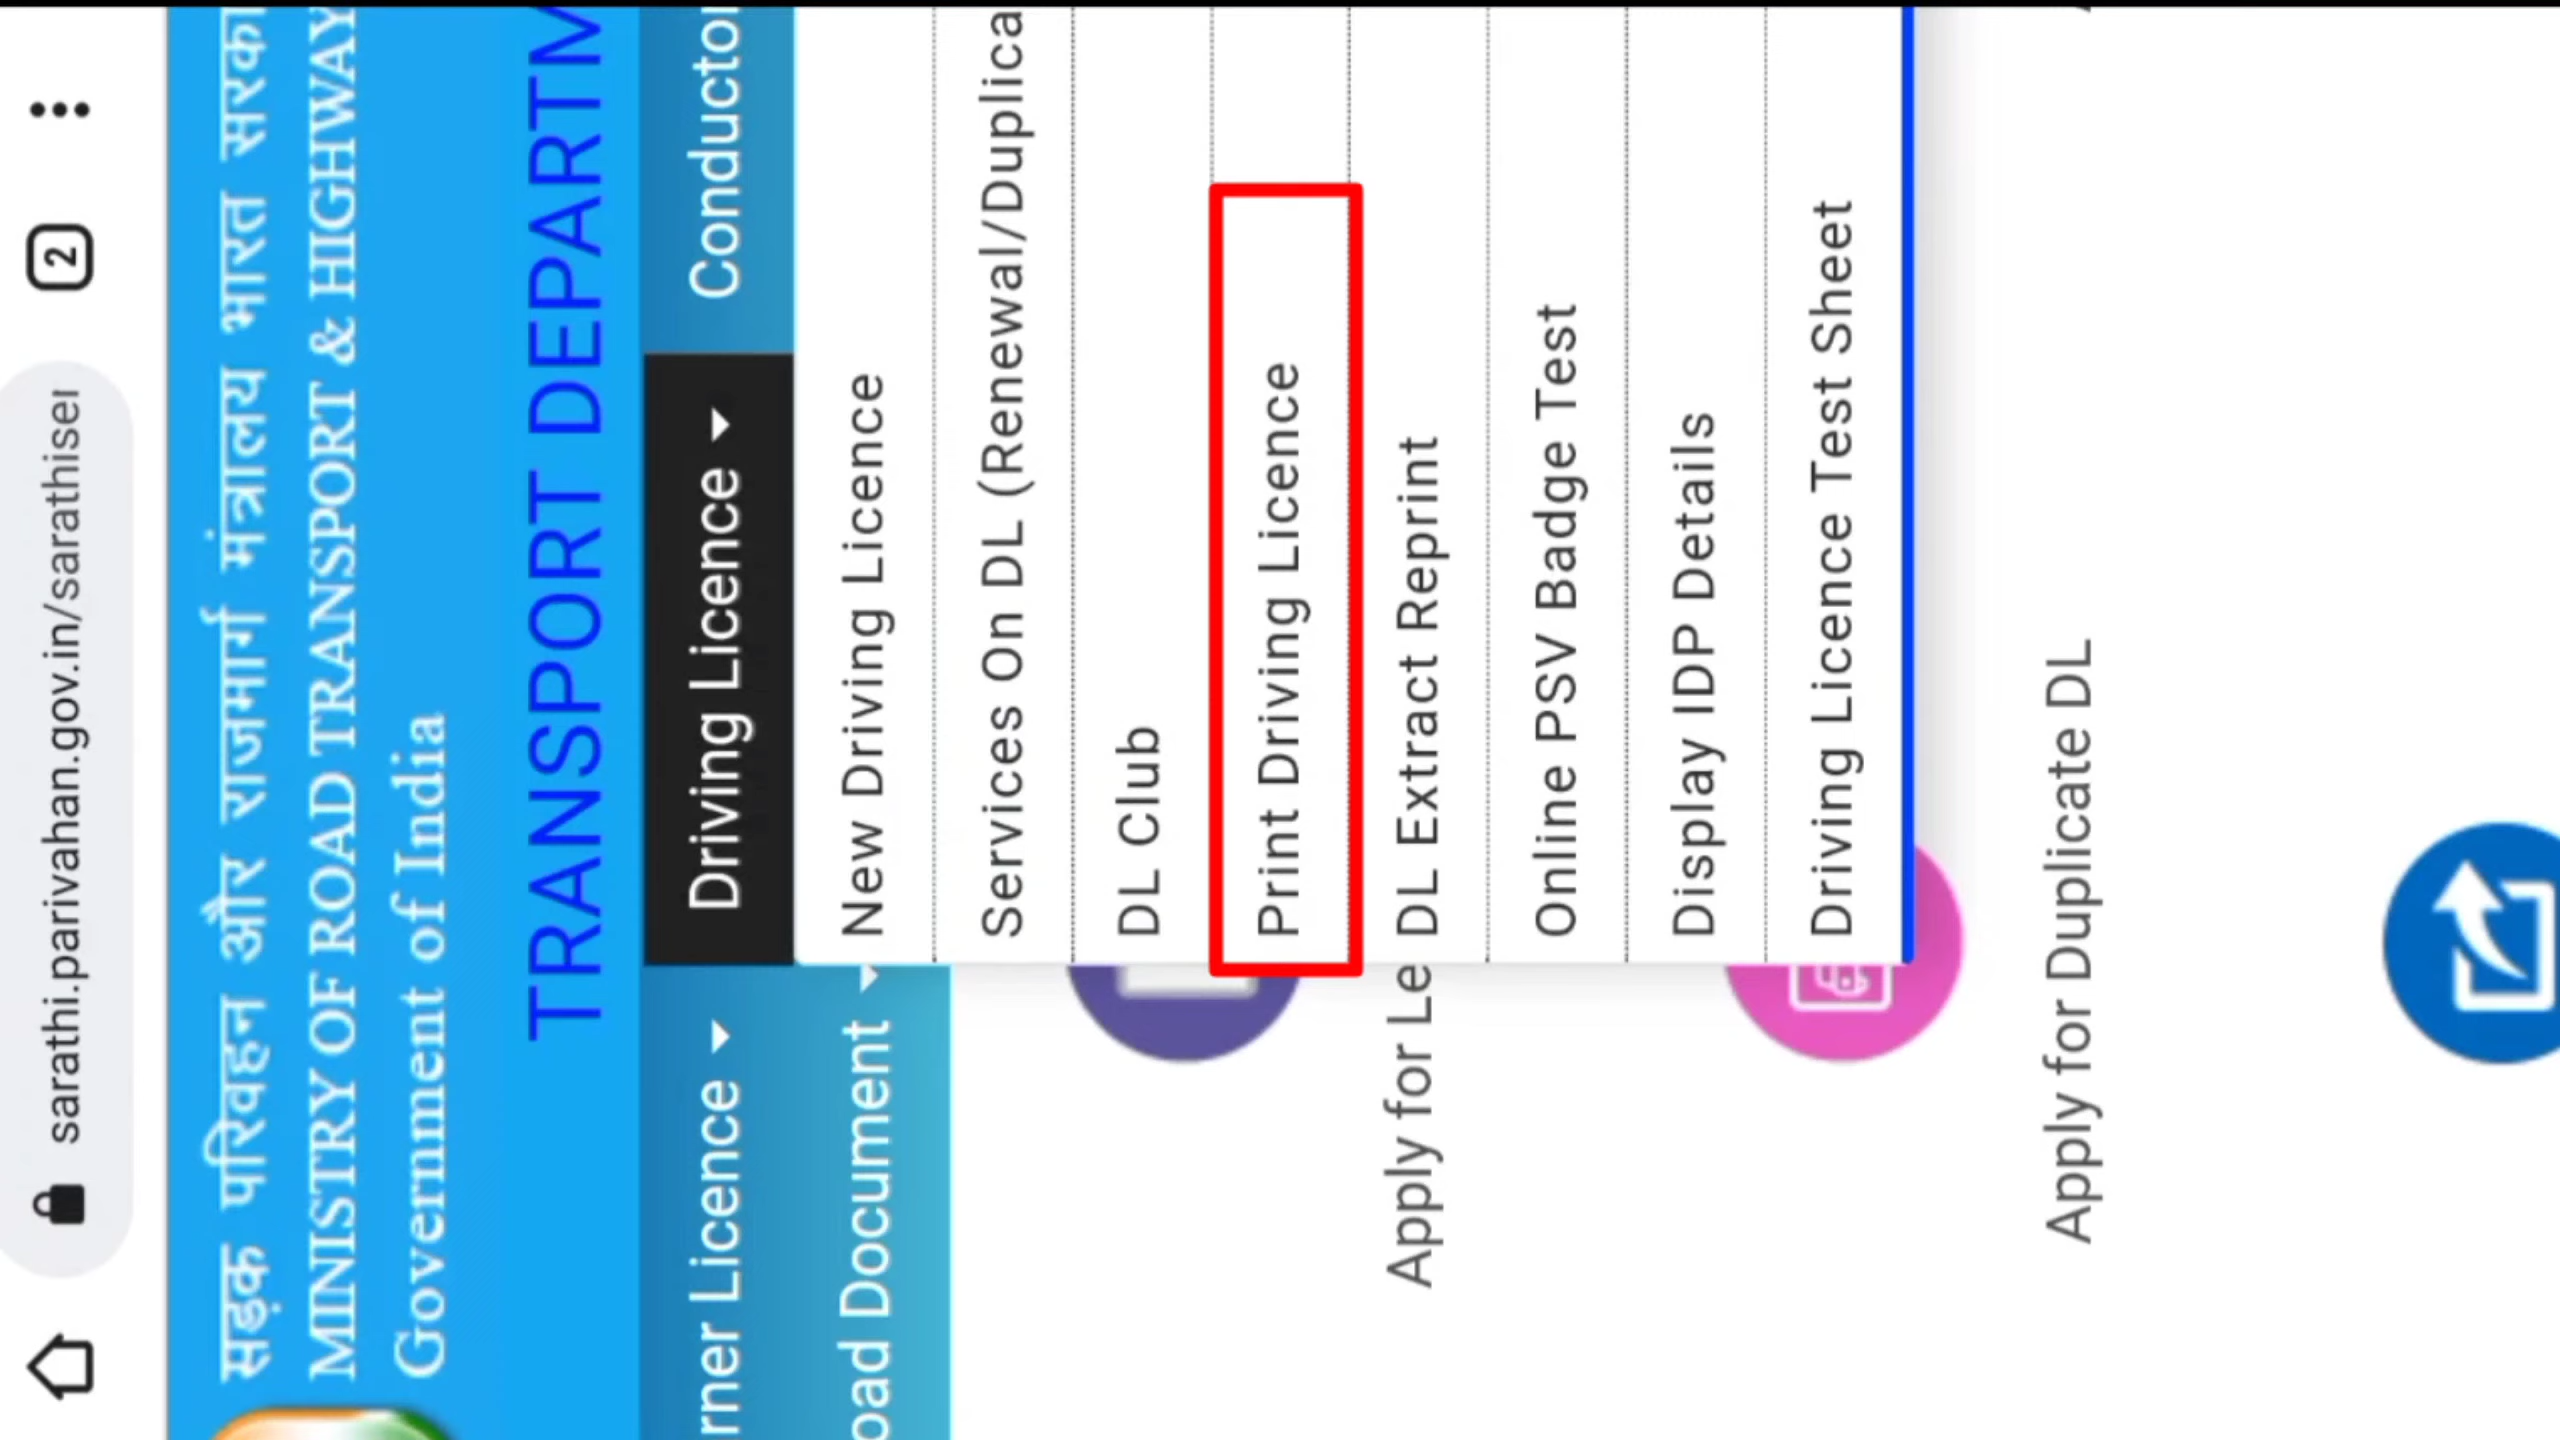 2
sarathi.parivahan.gov.in/sarathiser
सड़क परिवहन और राजमार्ग मंत्रालय भारत सरका
MINISTRY OF ROAD TRANSPORT & HIGHWAY
Government of India
TRANSPORT DEPARTM
rner Licence
Driving Licence
Conducto
oad Document
New Driving Licence
Services On DL (Renewal/Duplica
DL Club
Print Driving Licence
DL Extract Reprint
Online PSV Badge Test
Display IDP Details
Driving Licence Test Sheet
Apply for Le
Apply for Duplicate DL